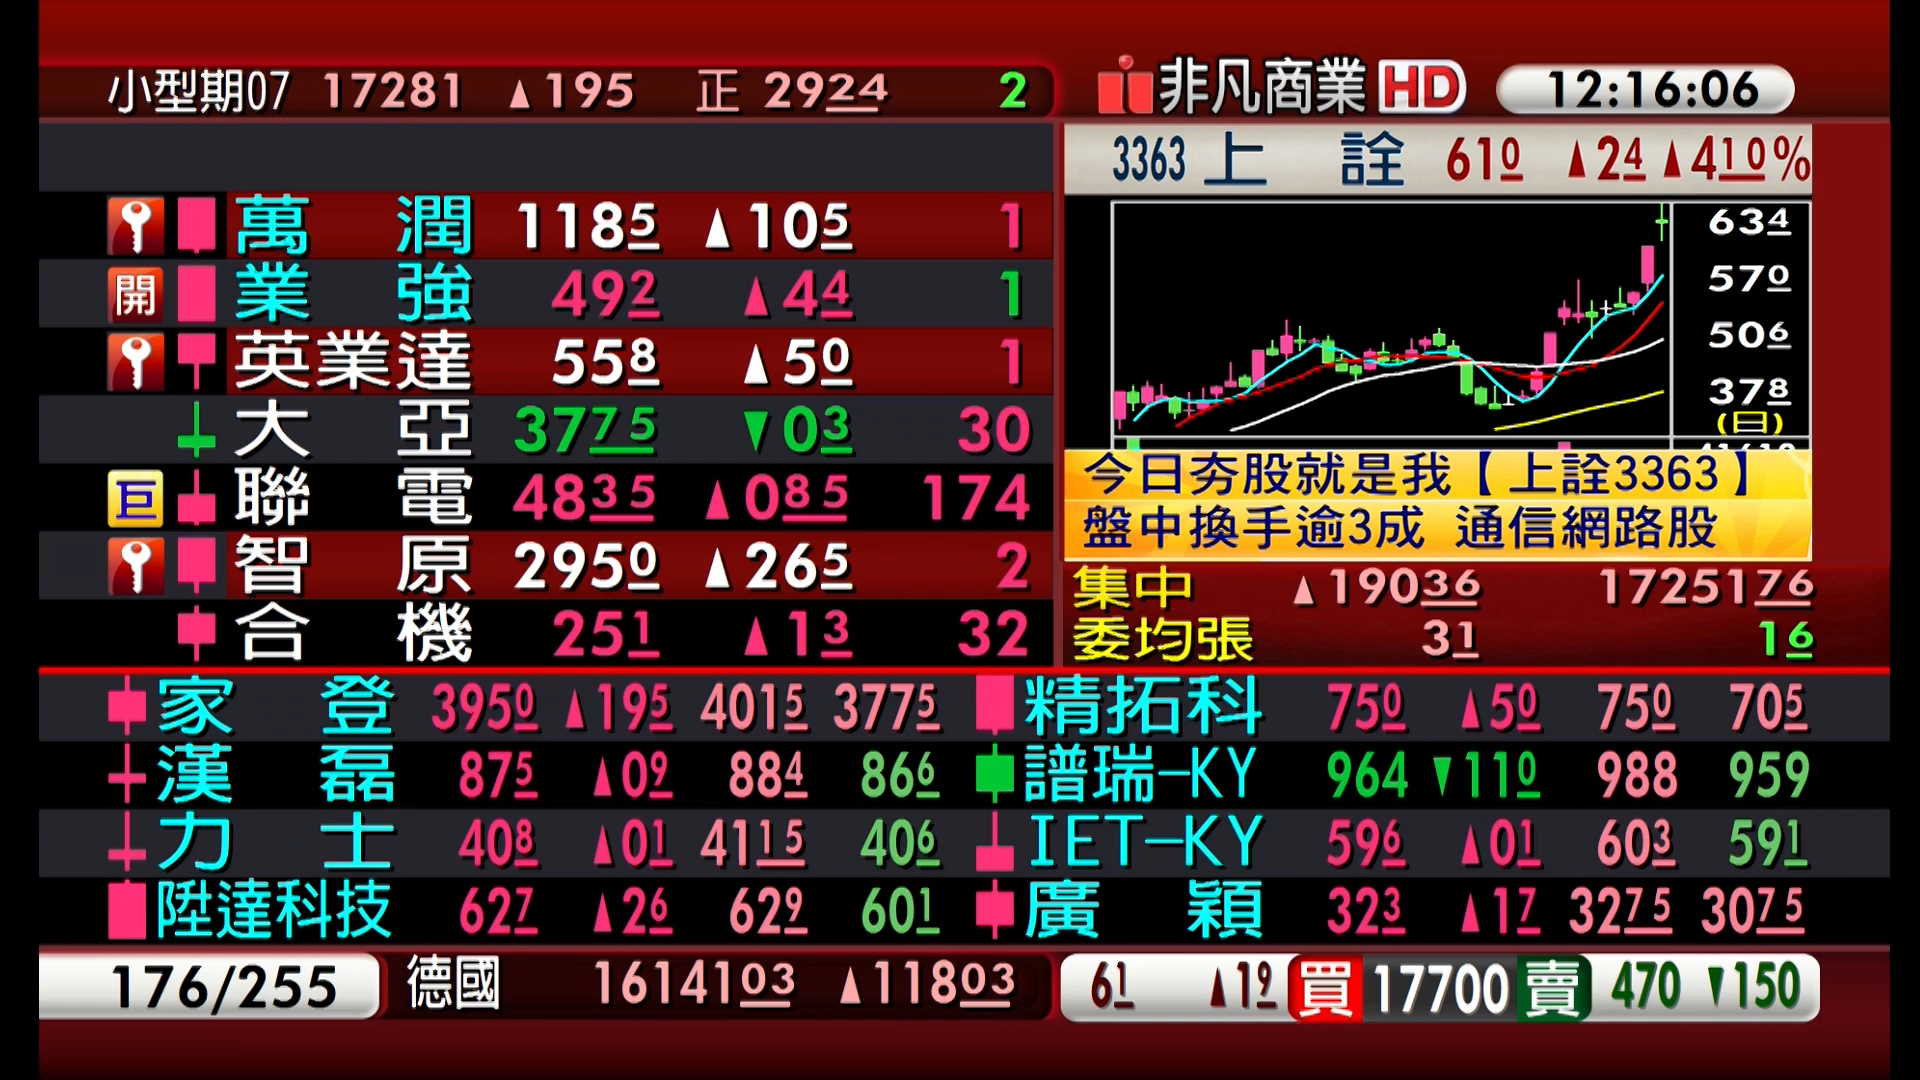 小型期07 17281 ▲195 正 2924 2
非凡商業HD 12:16:06
3363 上詮 610 ▲24 ▲410%
634
570
506
378
(日)
今日夯股就是我【上詮3363】
盤中換手逾3成 通信網路股
集中 ▲19036 1725176
委均張 31 16
萬潤 1185 ▲105 1
開 業強 492 ▲44 1
英業達 558 ▲50 1
大亞 3775 ▼03 30
巨 聯電 4835 ▲085 174
智原 2950 ▲265 2
合機 251 ▲13 32
家登 3950 ▲195 4015 3775
精拓科 750 ▲50 750 705
漢磊 875 ▲09 884 866
譜瑞-KY 964 ▼110 988 959
力士 408 ▲01 4115 406
IET-KY 596 ▲01 603 591
陞達科技 627 ▲26 629 601
廣穎 323 ▲17 3275 3075
176/255 德國 1614103 ▲11803
61 ▲19 買 17700 賣 470 ▼150